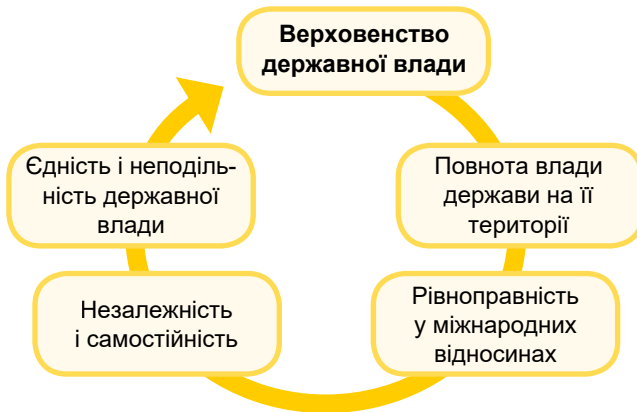 Верховенство
державної влади
Повнота влади
держави на її
території
Рівноправність
у міжнародних
відносинах
Незалежність
і самостійність
Єдність і неподіль-
ність державної
влади